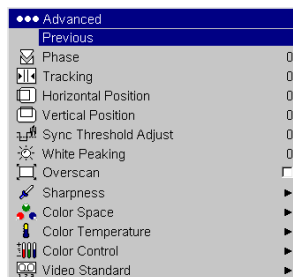 Advanced
Previous
Phase 0
Tracking 0
Horizontal Position 0
Vertical Position 0
Sync Threshold Adjust 0
White Peaking 0
Overscan
Sharpness
Color Space
Color Temperature
Color Control
Video Standard